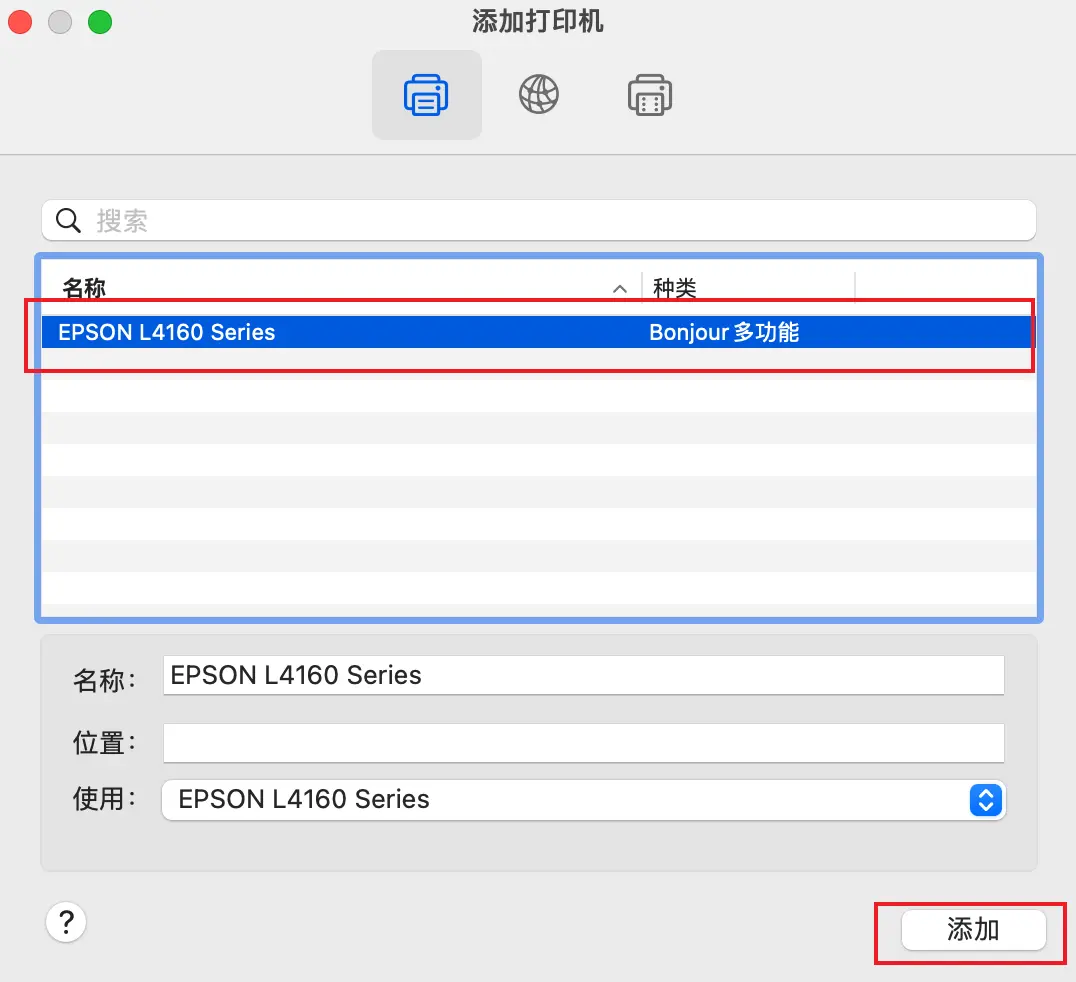 添加打印机
搜索
名称 种类
EPSON L4160 Series Bonjour 多功能
名称： EPSON L4160 Series
位置：
使用： EPSON L4160 Series
? 添加